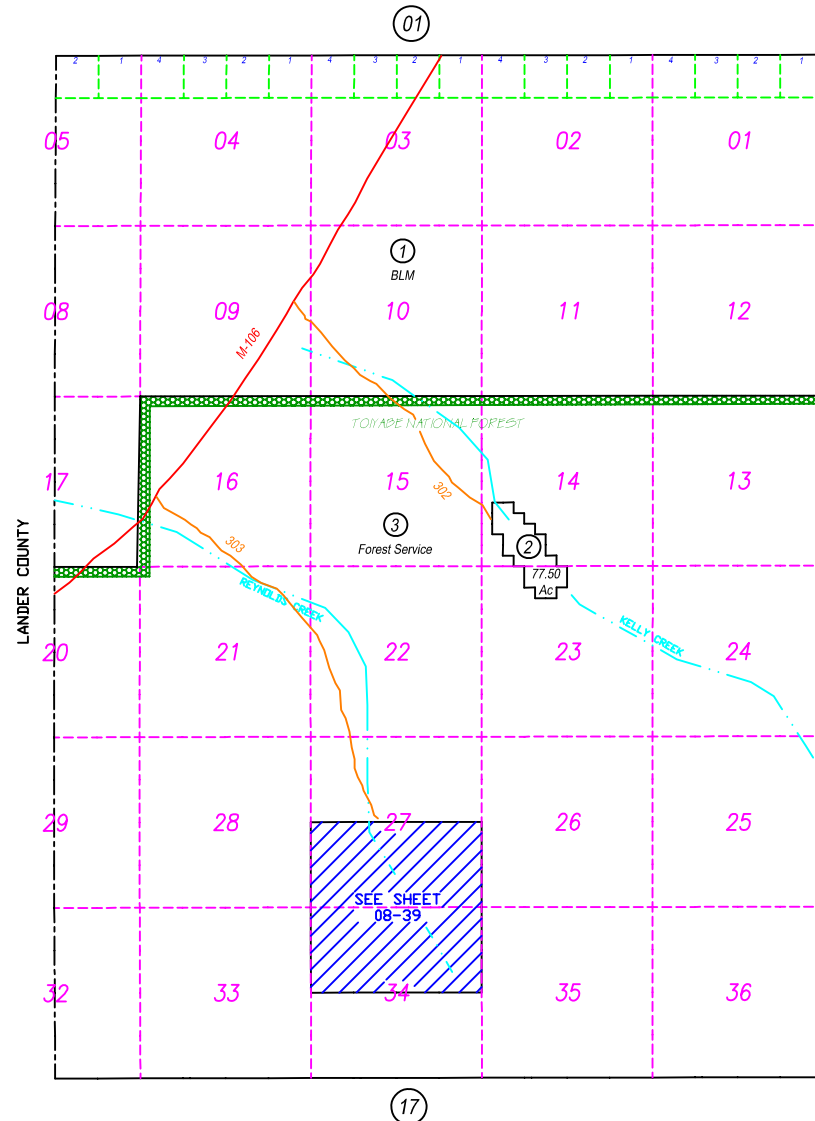 01
2 1 4 3 2 1 4 3 2 1 4 3 2 1 4 3 2 1
05 04 03 02 01
1
BLM
08 09 10 11 12
M-106
TOIYABE NATIONAL FOREST
17 16 15 14 13
302
303
3
Forest Service
2
77.50
Ac
LANDER COUNTY
REYNOLDS CREEK
KELLY CREEK
20 21 22 23 24
29 28 27 26 25
SEE SHEET
08-39
32 33 34 35 36
17